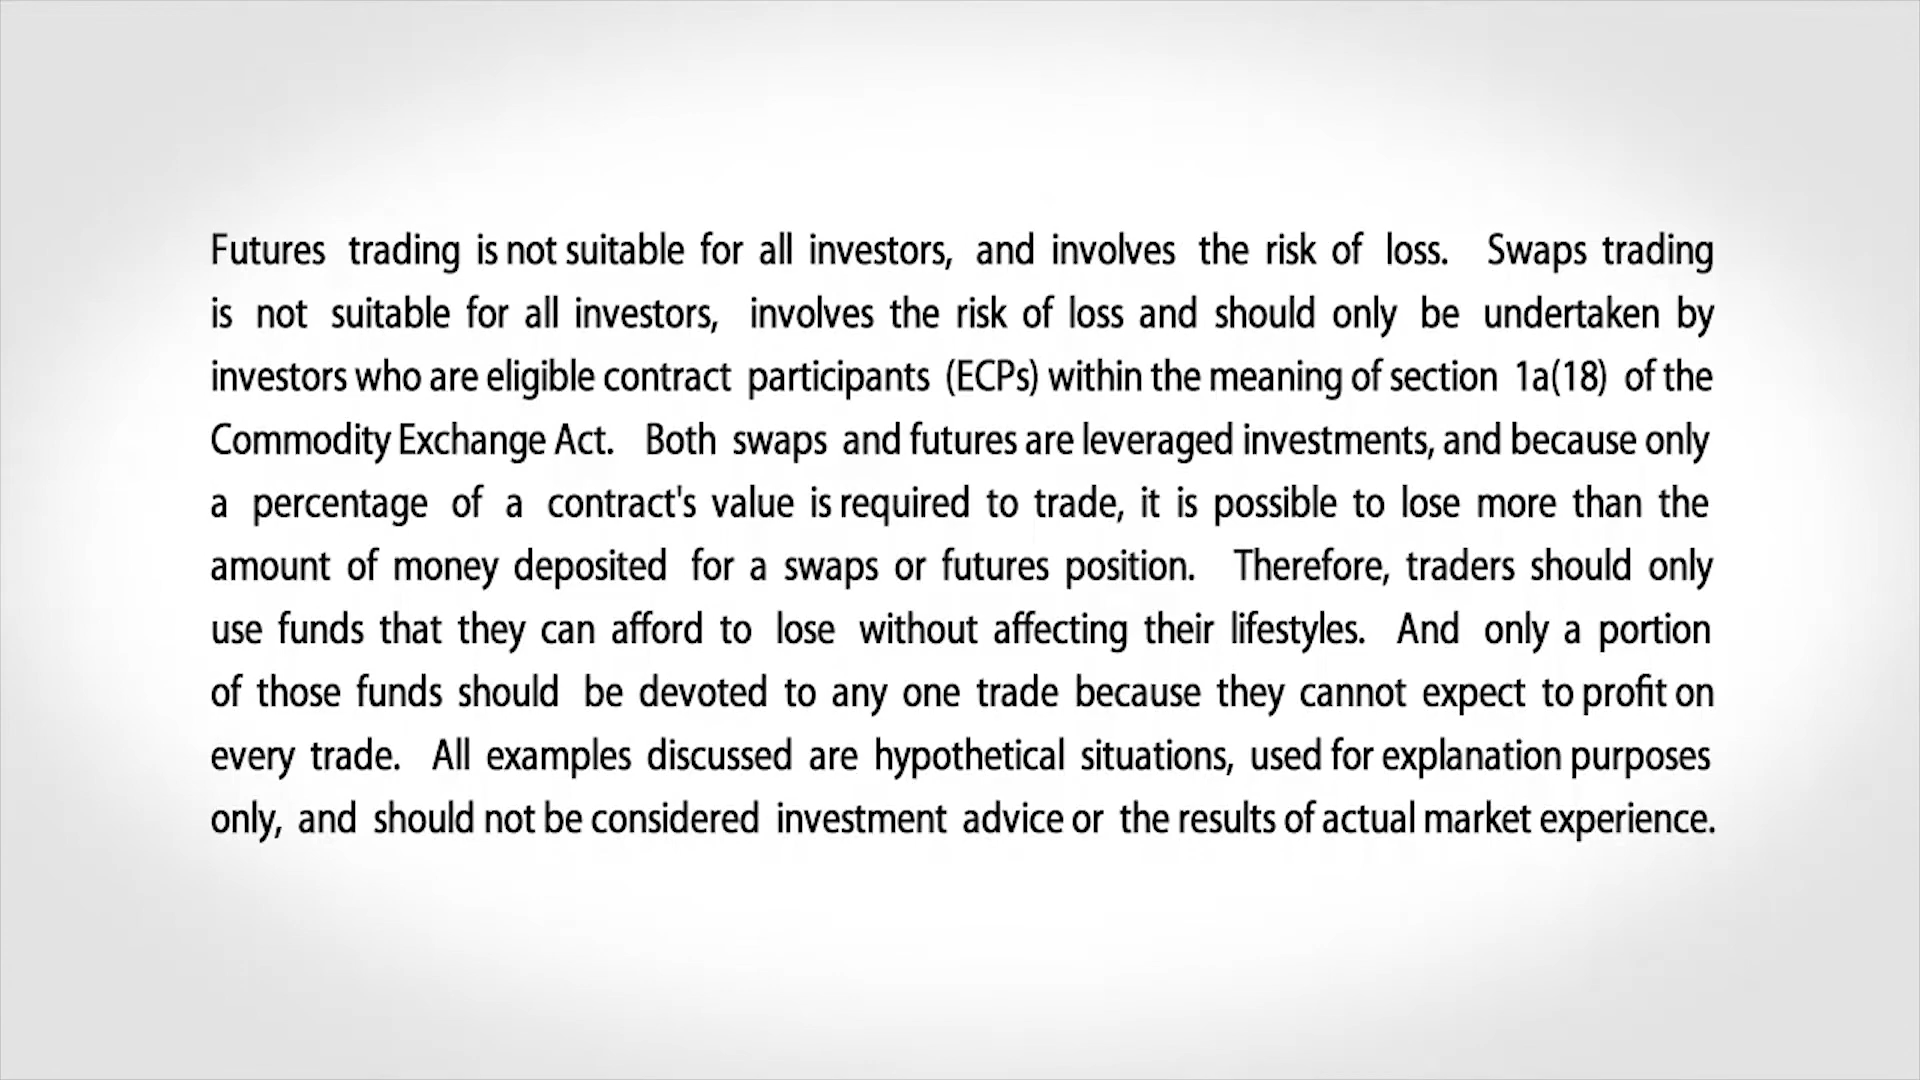 Futures trading is not suitable for all investors, and involves the risk of loss. Swaps trading
is not suitable for all investors, involves the risk of loss and should only be undertaken by
investors who are eligible contract participants (ECPs) within the meaning of section 1a(18) of the
Commodity Exchange Act. Both swaps and futures are leveraged investments, and because only
a percentage of a contract's value is required to trade, it is possible to lose more than the
amount of money deposited for a swaps or futures position. Therefore, traders should only
use funds that they can afford to lose without affecting their lifestyles. And only a portion
of those funds should be devoted to any one trade because they cannot expect to profit on
every trade. All examples discussed are hypothetical situations, used for explanation purposes
only, and should not be considered investment advice or the results of actual market experience.